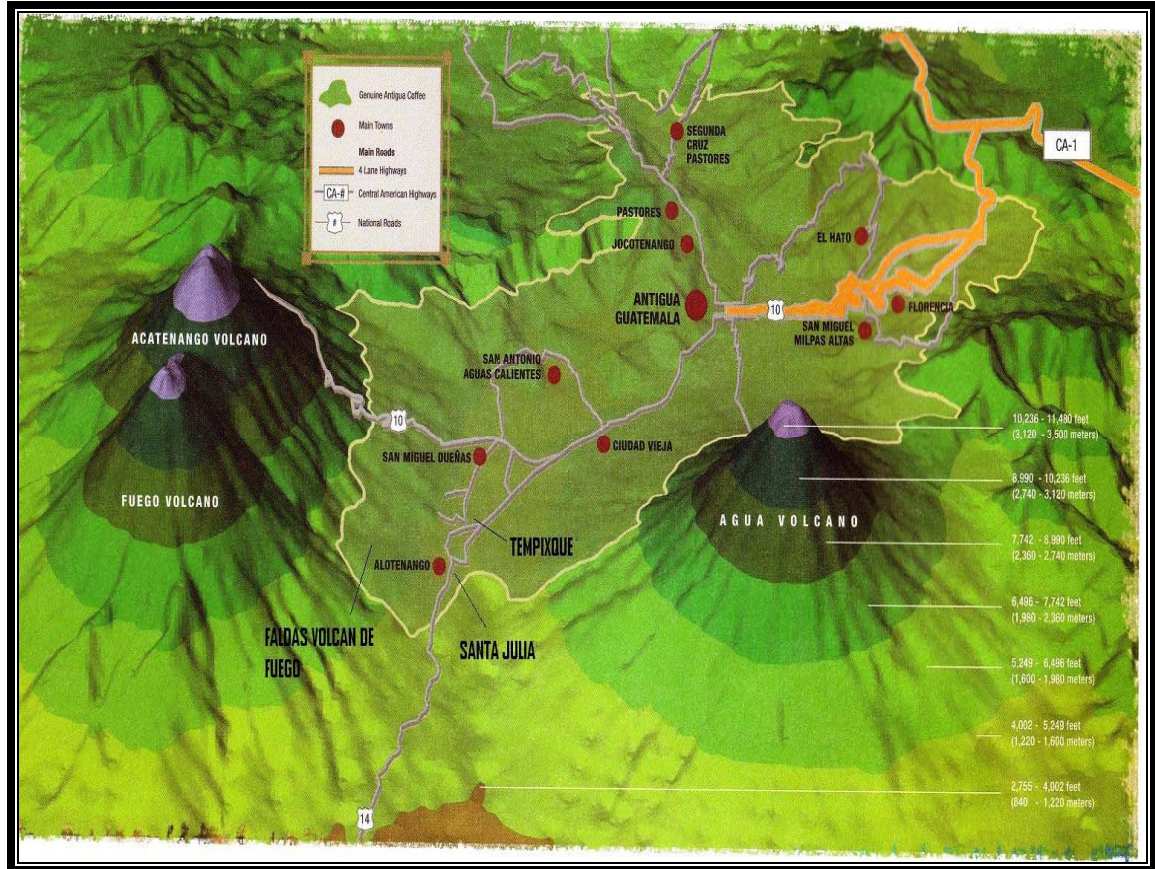 Genuine Antigua Coffee
Main Towns
Main Roads
4 Lane Highways
CA-#
Central American Highways
#
National Roads
CA-1
SEGUNDA
CRUZ
PASTORES
PASTORES
JOCOTENANGO
EL HATO
ANTIGUA
GUATEMALA
10
FLORENCIA
SAN MIGUEL
MILPAS ALTAS
ACATENANGO VOLCANO
SAN ANTONIO
AGUAS CALIENTES
10
CIUDAD VIEJA
SAN MIGUEL DUEÑAS
FUEGO VOLCANO
AGUA VOLCANO
TEMPIXQUE
ALOTENANGO
FALDAS VOLCAN DE
FUEGO
SANTA JULIA
14
10,236 - 11,480 feet
(3,120 - 3,500 meters)
8,990 - 10,236 feet
(2,740 - 3,120 meters)
7,742 - 8,990 feet
(2,360 - 2,740 meters)
6,496 - 7,742 feet
(1,980 - 2,360 meters)
5,249 - 6,496 feet
(1,600 - 1,980 meters)
4,002 - 5,249 feet
(1,220 - 1,600 meters)
2,755 - 4,002 feet
(840 - 1,220 meters)